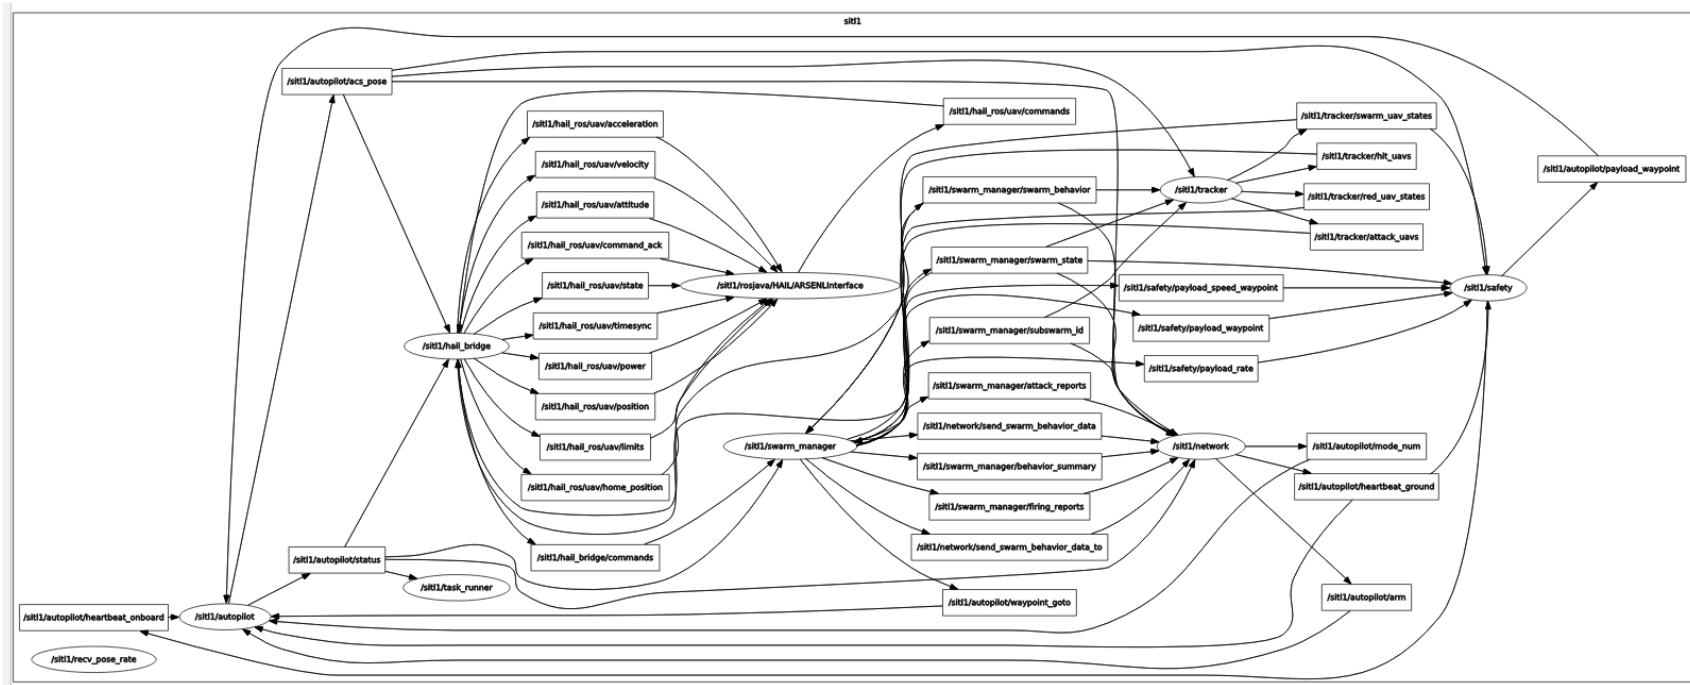 sitl1
/sitl1/autopilot/acs_pose
/sitl1/hail_ros/uav/commands
/sitl1/tracker/swarm_uav_states
/sitl1/hail_ros/uav/acceleration
/sitl1/tracker/hit_uavs
/sitl1/hail_ros/uav/velocity
/sitl1/autopilot/payload_waypoint
/sitl1/swarm_manager/swarm_behavior
/sitl1/tracker
/sitl1/tracker/red_uav_states
/sitl1/hail_ros/uav/attitude
/sitl1/tracker/attack_uavs
/sitl1/hail_ros/uav/command_ack
/sitl1/swarm_manager/swarm_state
/sitl1/hail_ros/uav/state
/sitl1/rosjava/HAIL/ARSENLInterface
/sitl1/safety/payload_speed_waypoint
/sitl1/safety
/sitl1/hail_ros/uav/timesync
/sitl1/swarm_manager/subswarm_id
/sitl1/safety/payload_waypoint
/sitl1/hail_bridge
/sitl1/hail_ros/uav/power
/sitl1/safety/payload_rate
/sitl1/swarm_manager/attack_reports
/sitl1/hail_ros/uav/position
/sitl1/network/send_swarm_behavior_data
/sitl1/hail_ros/uav/limits
/sitl1/swarm_manager
/sitl1/network
/sitl1/autopilot/mode_num
/sitl1/swarm_manager/behavior_summary
/sitl1/hail_ros/uav/home_position
/sitl1/autopilot/heartbeat_ground
/sitl1/swarm_manager/firing_reports
/sitl1/network/send_swarm_behavior_data_to
/sitl1/autopilot/status
/sitl1/hail_bridge/commands
/sitl1/task_runner
/sitl1/autopilot/waypoint_goto
/sitl1/autopilot/arm
/sitl1/autopilot/heartbeat_onboard
/sitl1/autopilot
/sitl1/recv_pose_rate